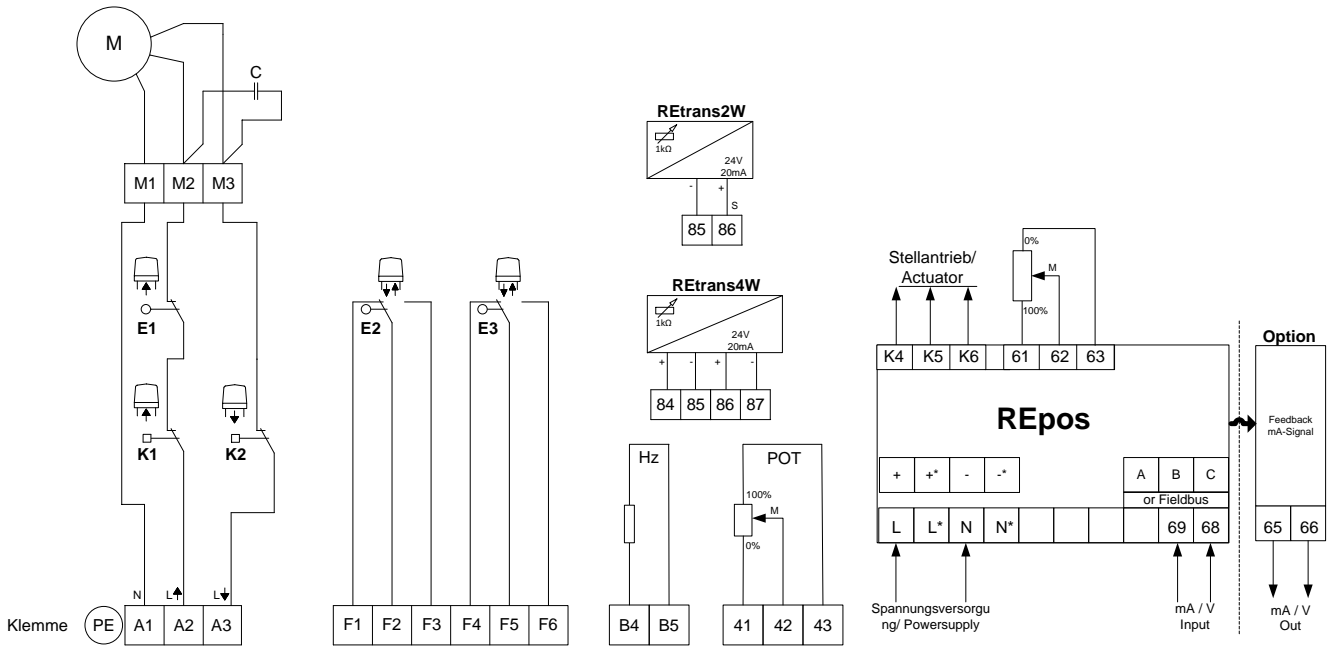 M
C
M1 M2 M3
E1
K1 K2
N L L
Klemme PE A1 A2 A3
E2 E3
F1 F2 F3 F4 F5 F6
REtrans2W
1kΩ
24V
20mA
- +
S
85 86
REtrans4W
1kΩ
24V
20mA
+ - + -
84 85 86 87
Hz
B4 B5
POT
100%
M
0%
41 42 43
Stellantrieb/
Actuator
0%
M
100%
K4 K5 K6 61 62 63
REpos
+ +* - -* A B C
or Fieldbus
L L* N N* 69 68
Spannungsversorgu
ng/ Powersupply
mA / V
Input
Option
Feedback
mA-Signal
65 66
mA / V
Out